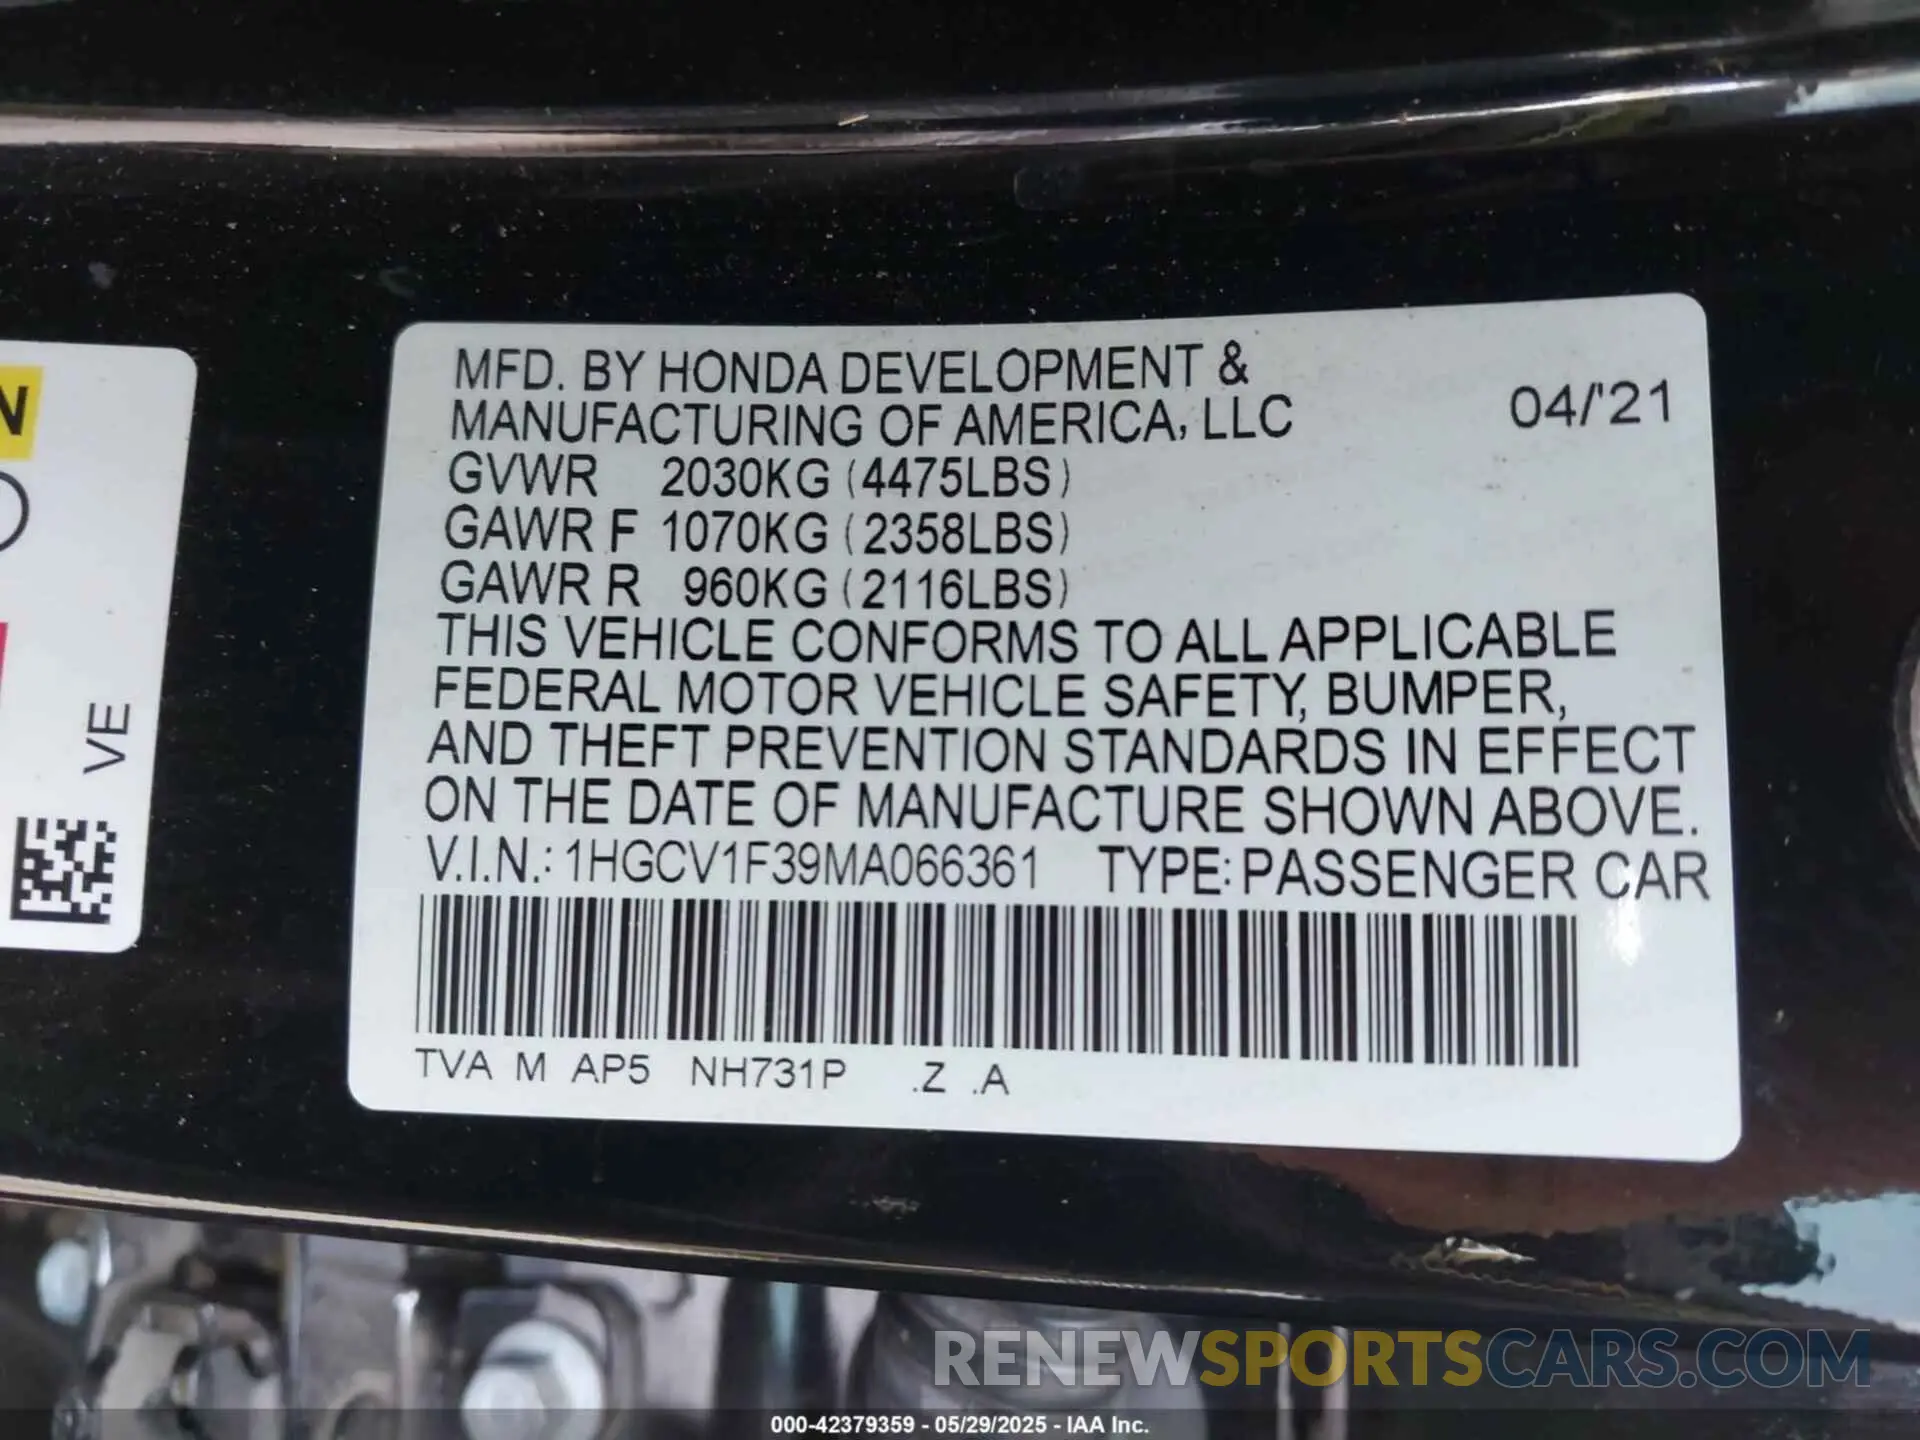 N
VE
MFD. BY HONDA DEVELOPMENT &
MANUFACTURING OF AMERICA, LLC
04/'21
GVWR 2030KG (4475LBS)
GAWR F 1070KG (2358LBS)
GAWR R 960KG (2116LBS)
THIS VEHICLE CONFORMS TO ALL APPLICABLE
FEDERAL MOTOR VEHICLE SAFETY, BUMPER,
AND THEFT PREVENTION STANDARDS IN EFFECT
ON THE DATE OF MANUFACTURE SHOWN ABOVE.
V.I.N.: 1HGCV1F39MA066361 TYPE: PASSENGER CAR
TVA M AP5 NH731P .Z .A
RENEWSPORTSCARS.COM
000-42379359 - 05/29/2025 - IAA Inc.